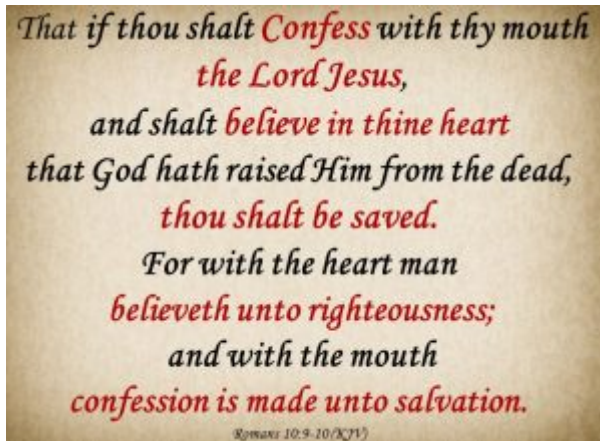 That if thou shalt Confess with thy mouth
the Lord Jesus,
and shalt believe in thine heart
that God hath raised Him from the dead,
thou shalt be saved.
For with the heart man
believeth unto righteousness;
and with the mouth
confession is made unto salvation.
Romans 10:9-10(KJV)